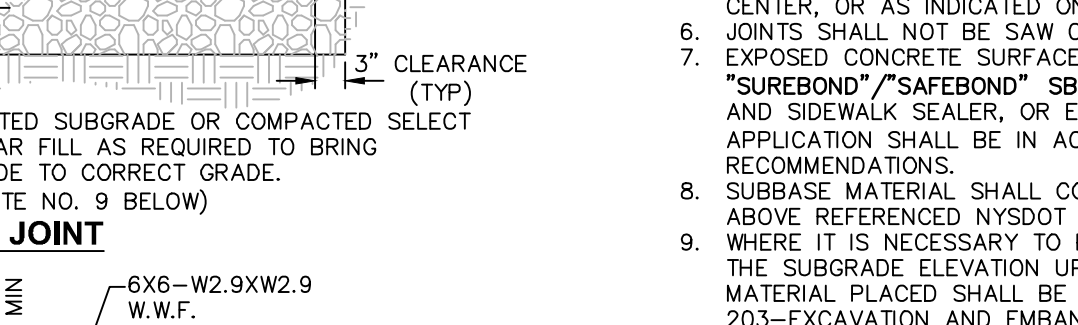 3" CLEARANCE
(TYP)
TED SUBGRADE OR COMPACTED SELECT
AR FILL AS REQUIRED TO BRING
DE TO CORRECT GRADE.
TE NO. 9 BELOW)
JOINT
MIN
6X6-W2.9XW2.9
W.W.F.
CENTER, OR AS INDICATED ON
6. JOINTS SHALL NOT BE SAW C
7. EXPOSED CONCRETE SURFACE
"SUREBOND"/"SAFEBOND" SB
AND SIDEWALK SEALER, OR E
APPLICATION SHALL BE IN AC
RECOMMENDATIONS.
8. SUBBASE MATERIAL SHALL CO
ABOVE REFERENCED NYSDOT
9. WHERE IT IS NECESSARY TO
THE SUBGRADE ELEVATION UP
MATERIAL PLACED SHALL BE
203-EXCAVATION AND EMBAN